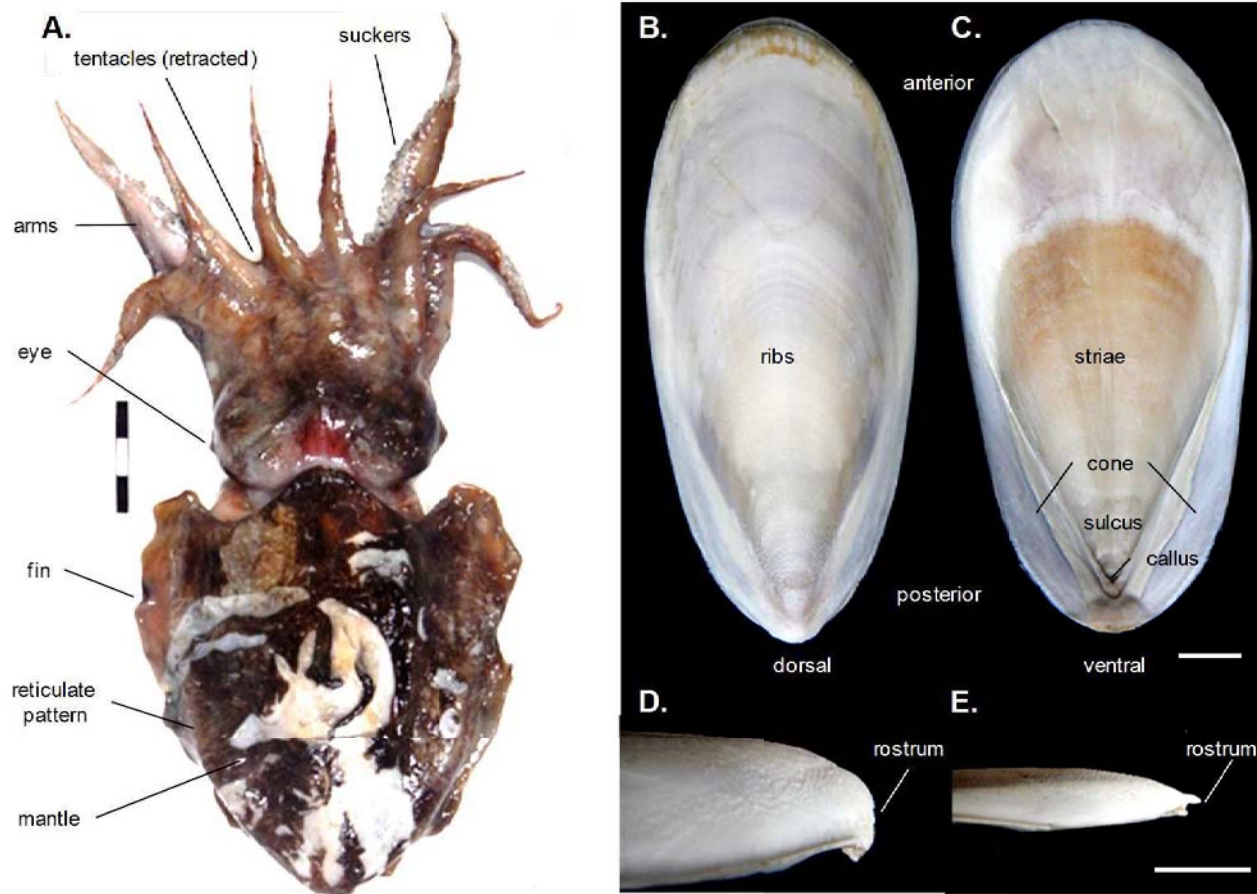 A.
suckers
tentacles (retracted)
arms
eye
fin
reticulate
pattern
mantle
B.
C.
anterior
ribs
striae
cone
sulcus
callus
posterior
dorsal
ventral
D.
E.
rostrum
rostrum